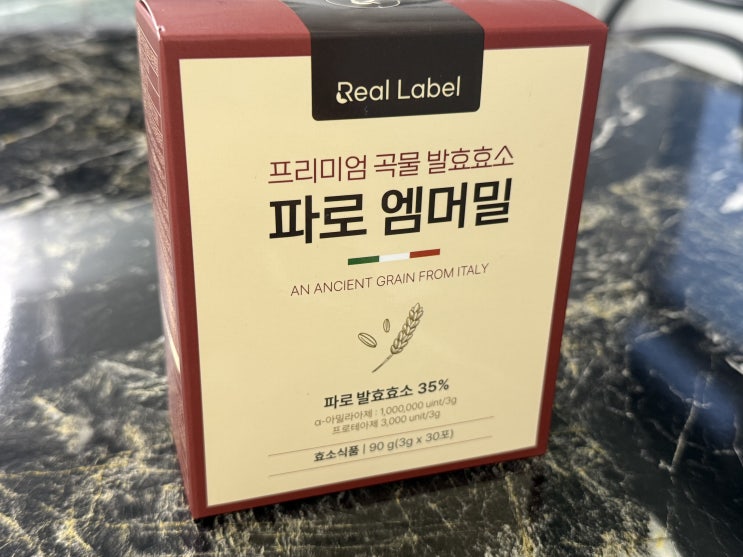 Real Label
프리미엄 곡물 발효효소
파로 엠머밀
AN ANCIENT GRAIN FROM ITALY
파로 발효효소 35%
α-아밀라아제 : 1,000,000 uint/3g
프로테아제 3,000 unit/3g
효소식품 | 90 g(3g x 30포)